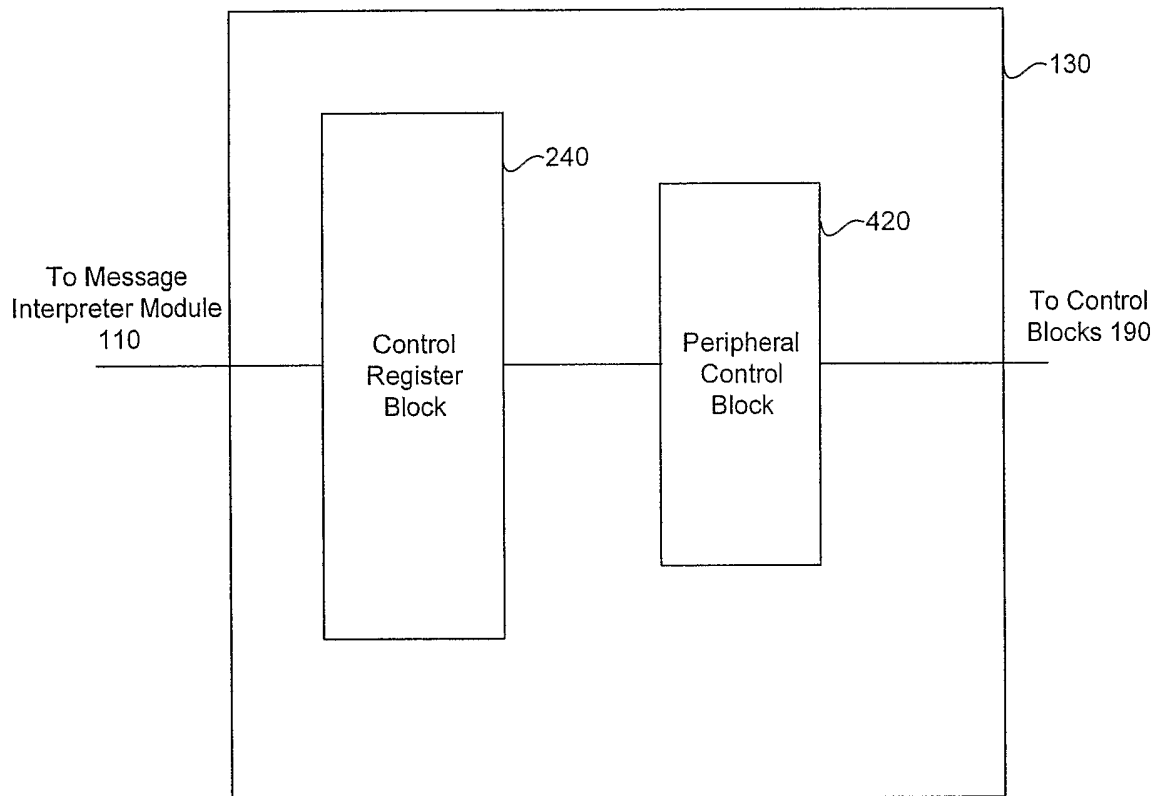 130
240
420
To Message
Interpreter Module
110
To Control
Blocks 190
Control
Register
Block
Peripheral
Control
Block